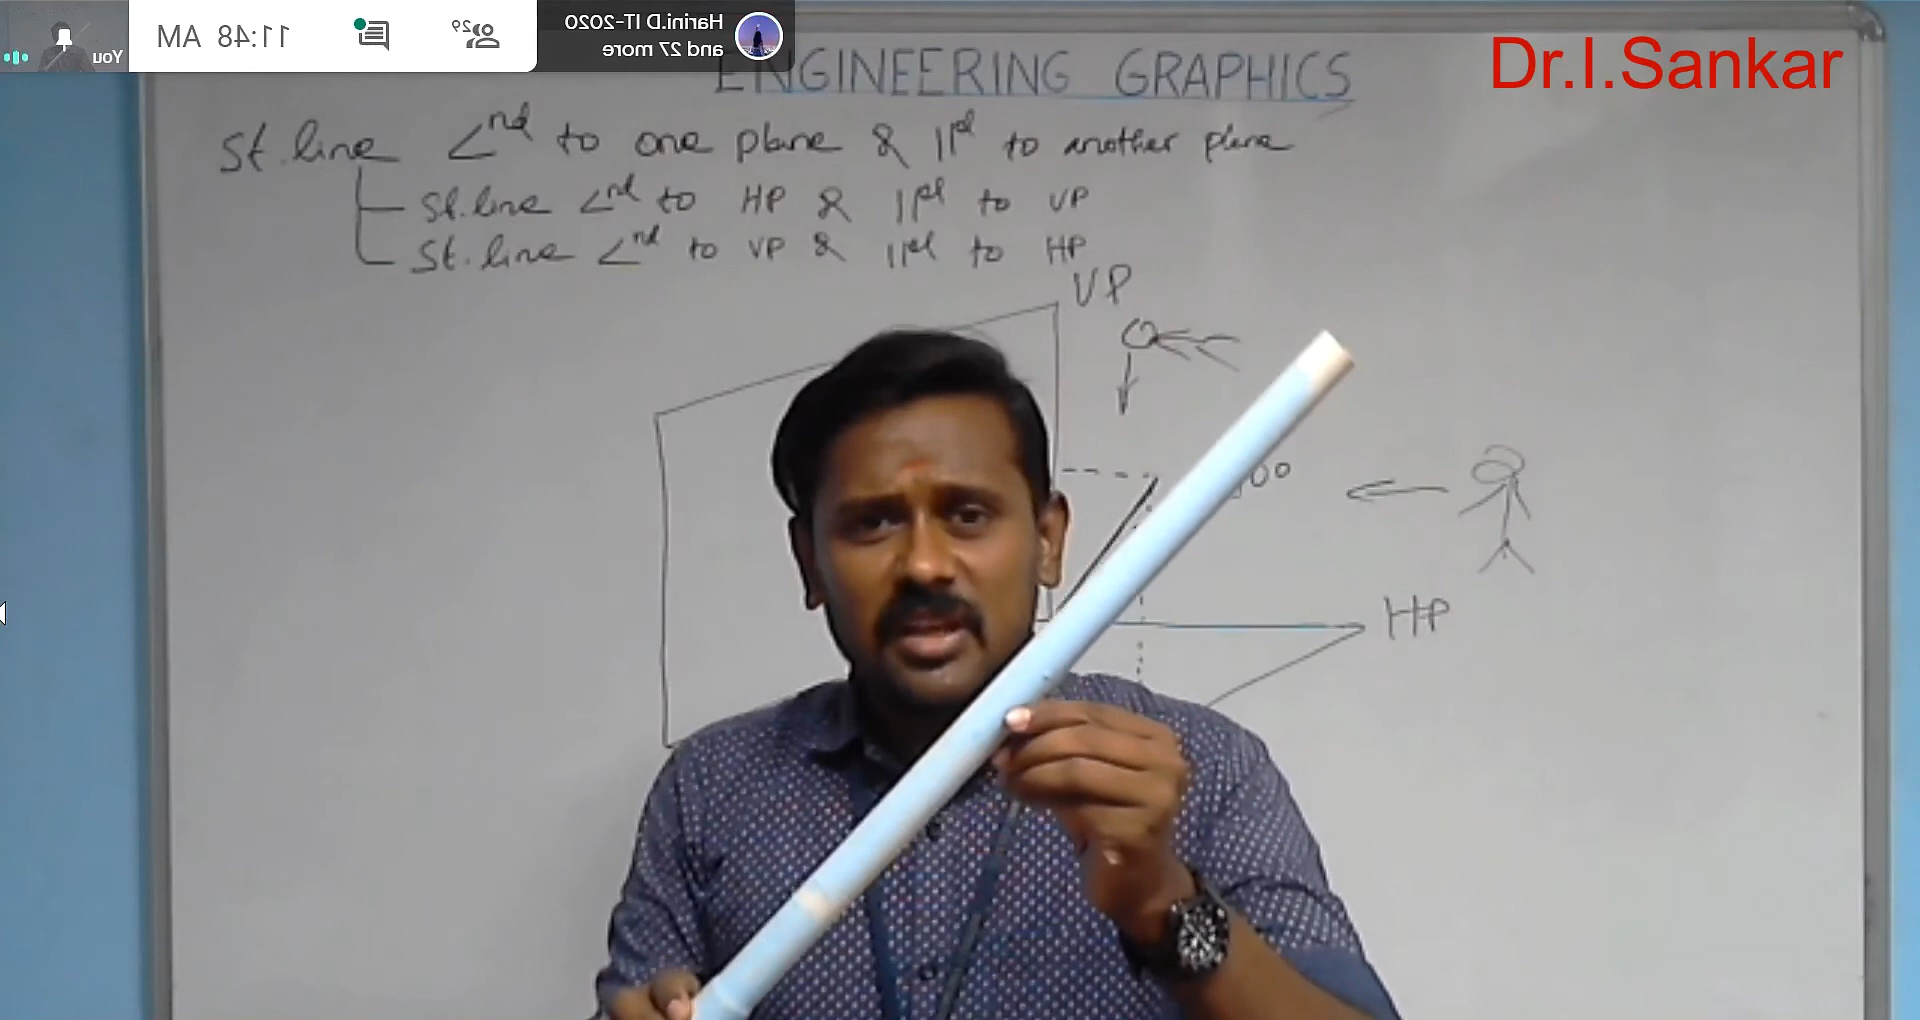 You
11:48 AM
29
Harini.D IT-2020
and 27 more
Dr.I.Sankar
ENGINEERING GRAPHICS
St. line ∠nd to one plane & ||el to another plane
St. line ∠nd to HP & ||el to VP
St. line ∠nd to VP & ||el to HP
VP
HP